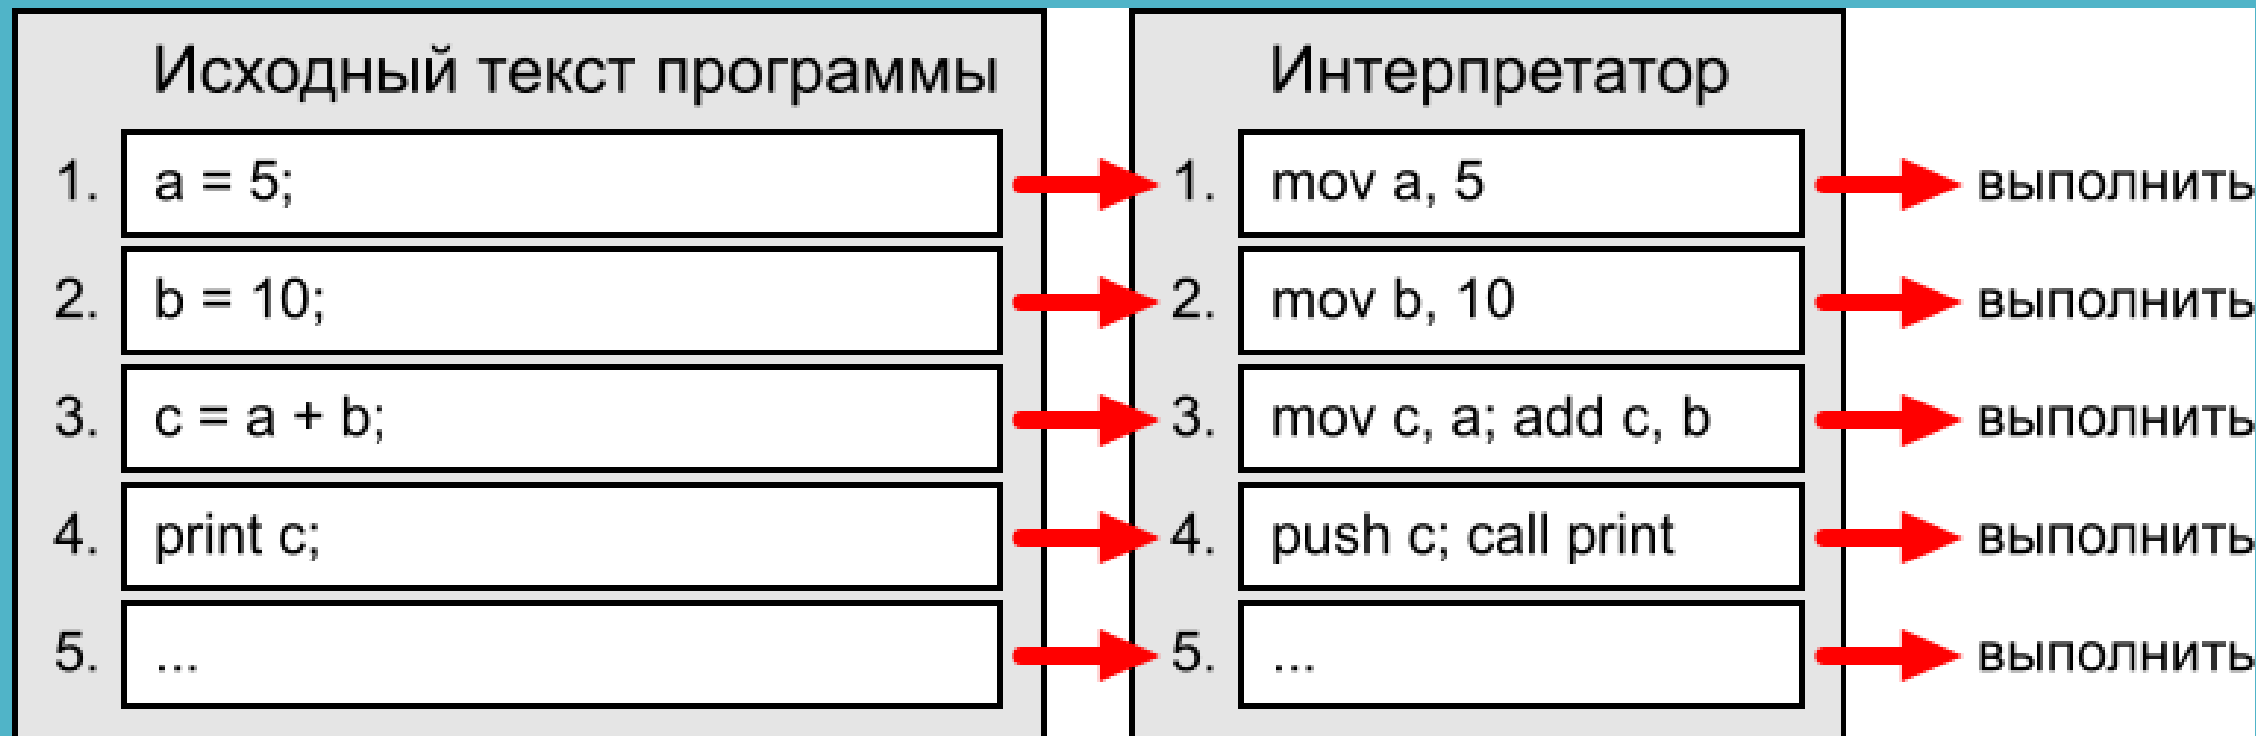 Исходный текст программы
Интерпретатор
1. a = 5; 1. mov a, 5 выполнить
2. b = 10; 2. mov b, 10 выполнить
3. c = a + b; 3. mov c, a; add c, b выполнить
4. print c; 4. push c; call print выполнить
5. ... 5. ... выполнить